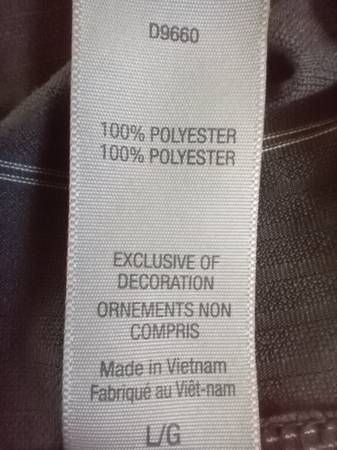 D9660
100% POLYESTER
100% POLYESTER
EXCLUSIVE OF
DECORATION
ORNEMENTS NON
COMPRIS
Made in Vietnam
Fabriqué au Viêt-nam
L/G